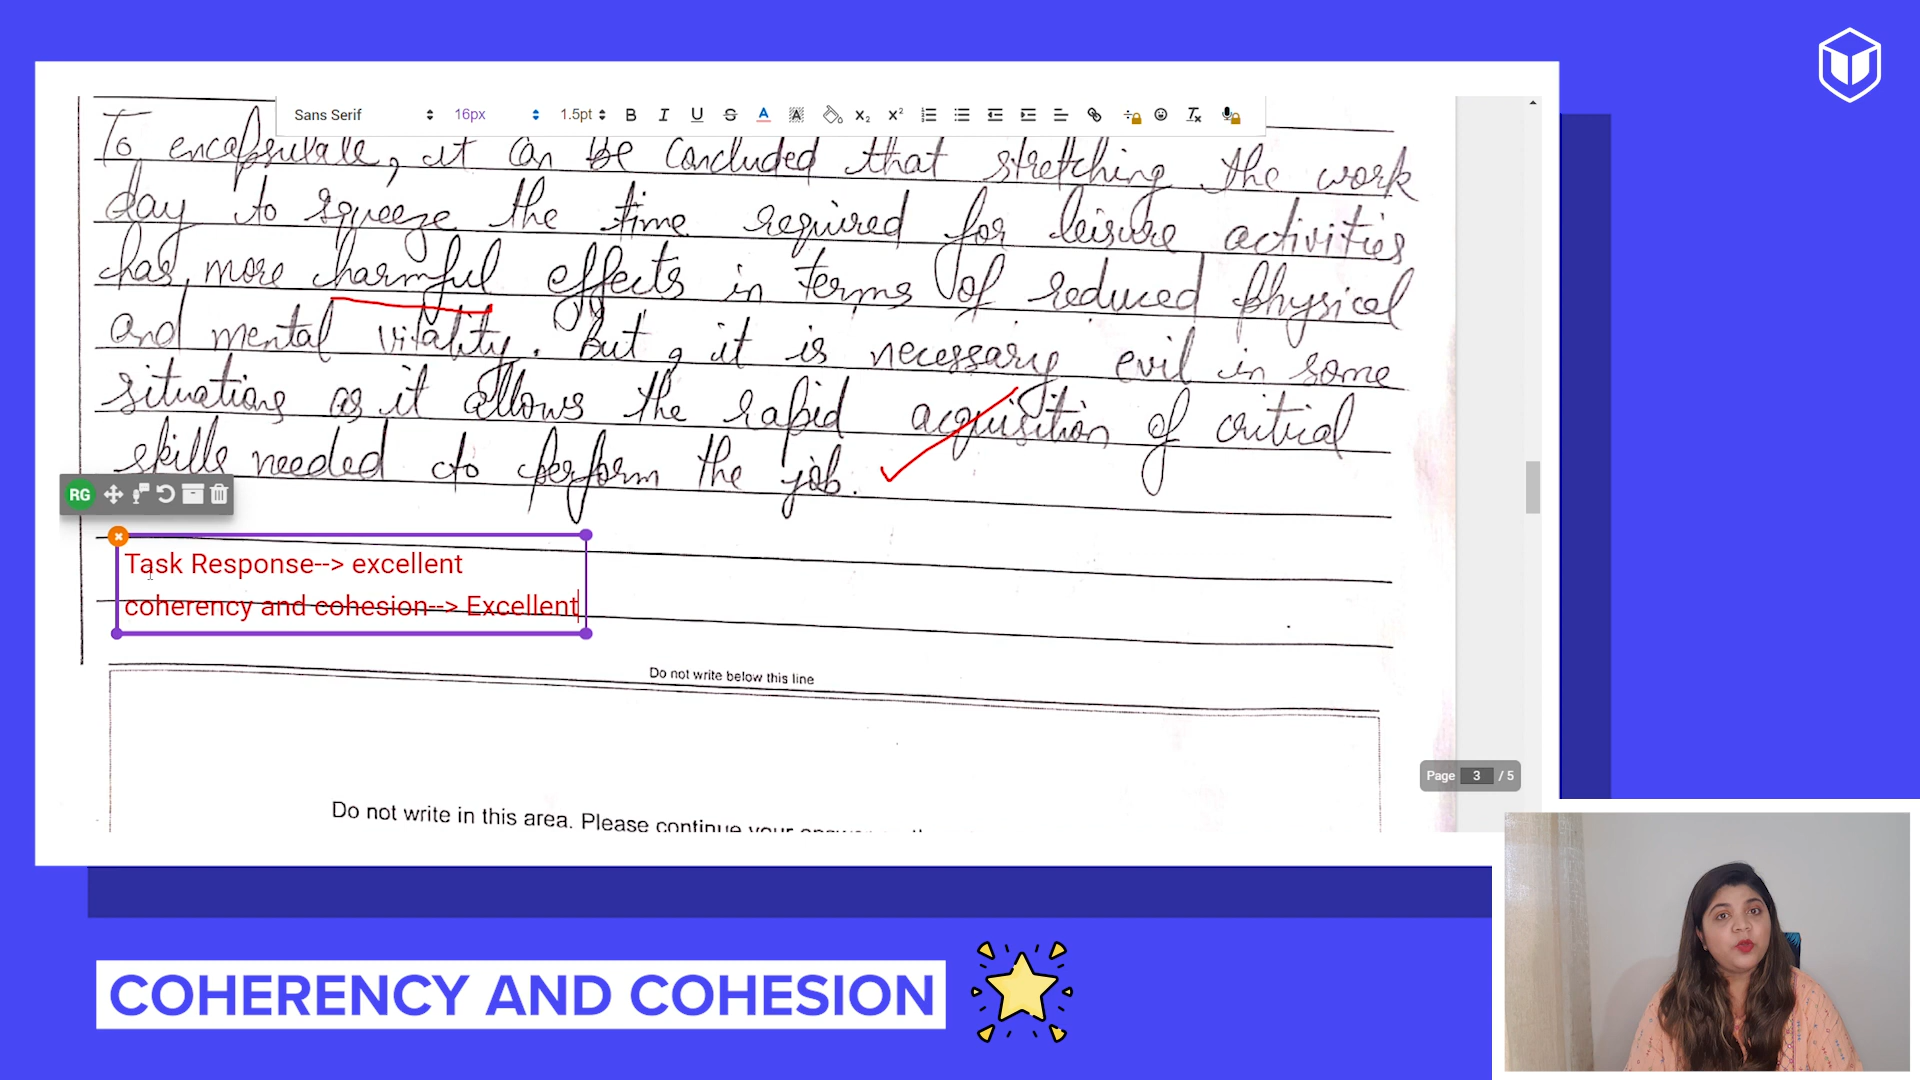 Sans Serif 16px 1.5pt B I U S A A X₂ X²
To encapsulate, it can be concluded that stretching the work
day to squeeze the time required for leisure activities
has more harmful effects in terms of reduced physical
and mental vitality. But, it is necessary evil in some
situations as it allows the rapid acquisition of critical
skills needed to perform the job.
RG
Task Response--> excellent
coherency and cohesion--> Excellent
Do not write below this line
Page 3 / 5
Do not write in this area. Please continue your
COHERENCY AND COHESION